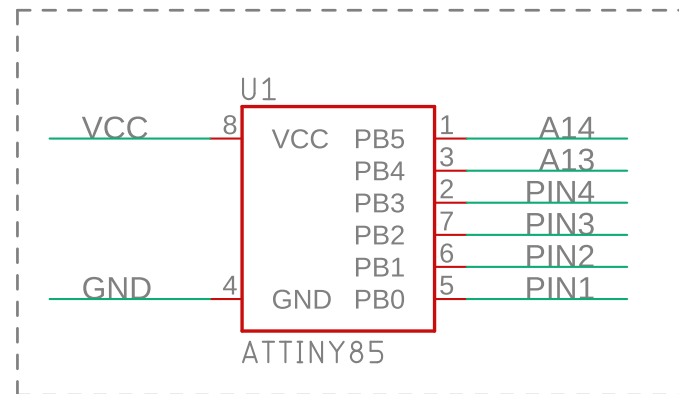 U1
VCC 8 VCC PB5 1 A14
PB4 3 A13
PB3 2 PIN4
PB2 7 PIN3
PB1 6 PIN2
GND 4 GND PB0 5 PIN1
ATTINY85